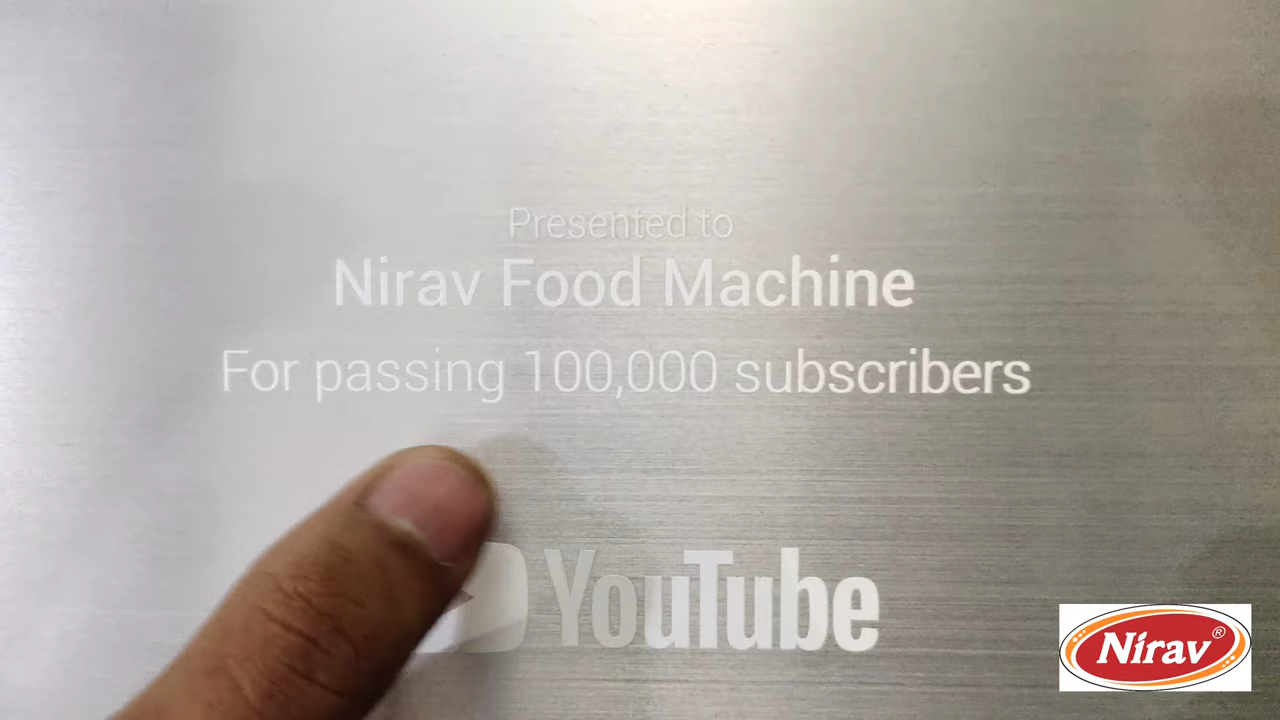 Presented to
Nirav Food Machine
For passing 100,000 subscribers
YouTube
Nirav®